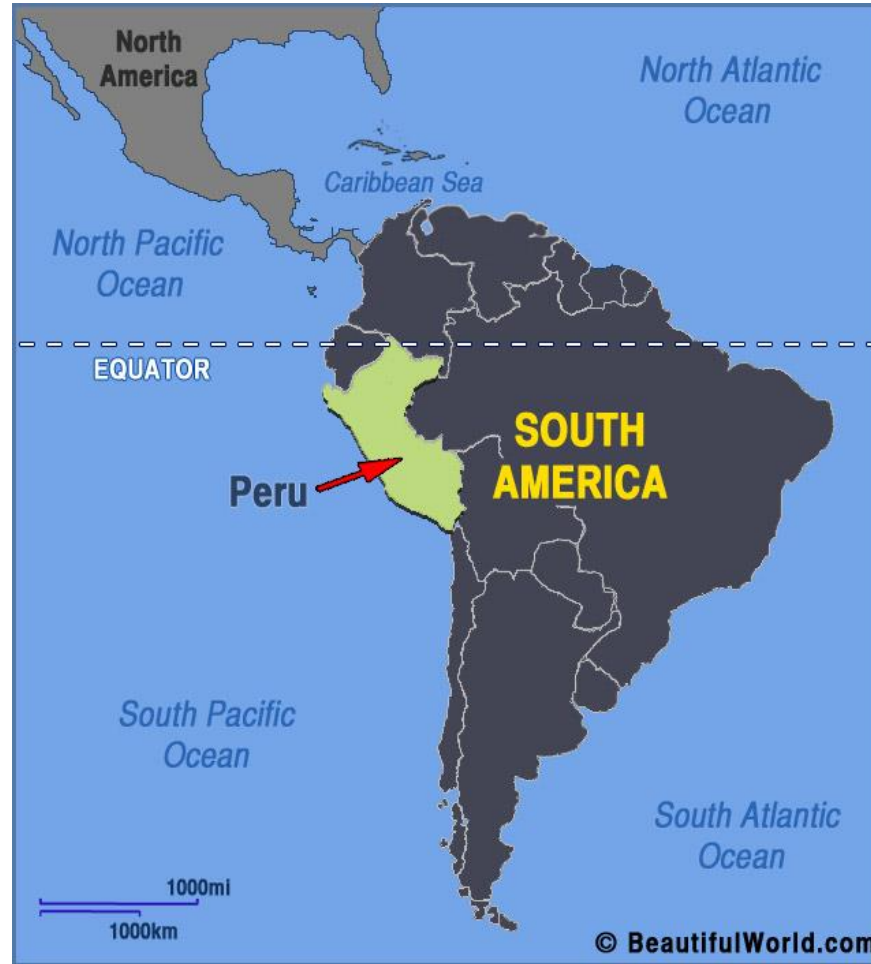 North
America
North Atlantic
Ocean
Caribbean Sea
North Pacific
Ocean
EQUATOR
SOUTH
AMERICA
Peru
South Pacific
Ocean
South Atlantic
Ocean
1000mi
1000km
© BeautifulWorld.com